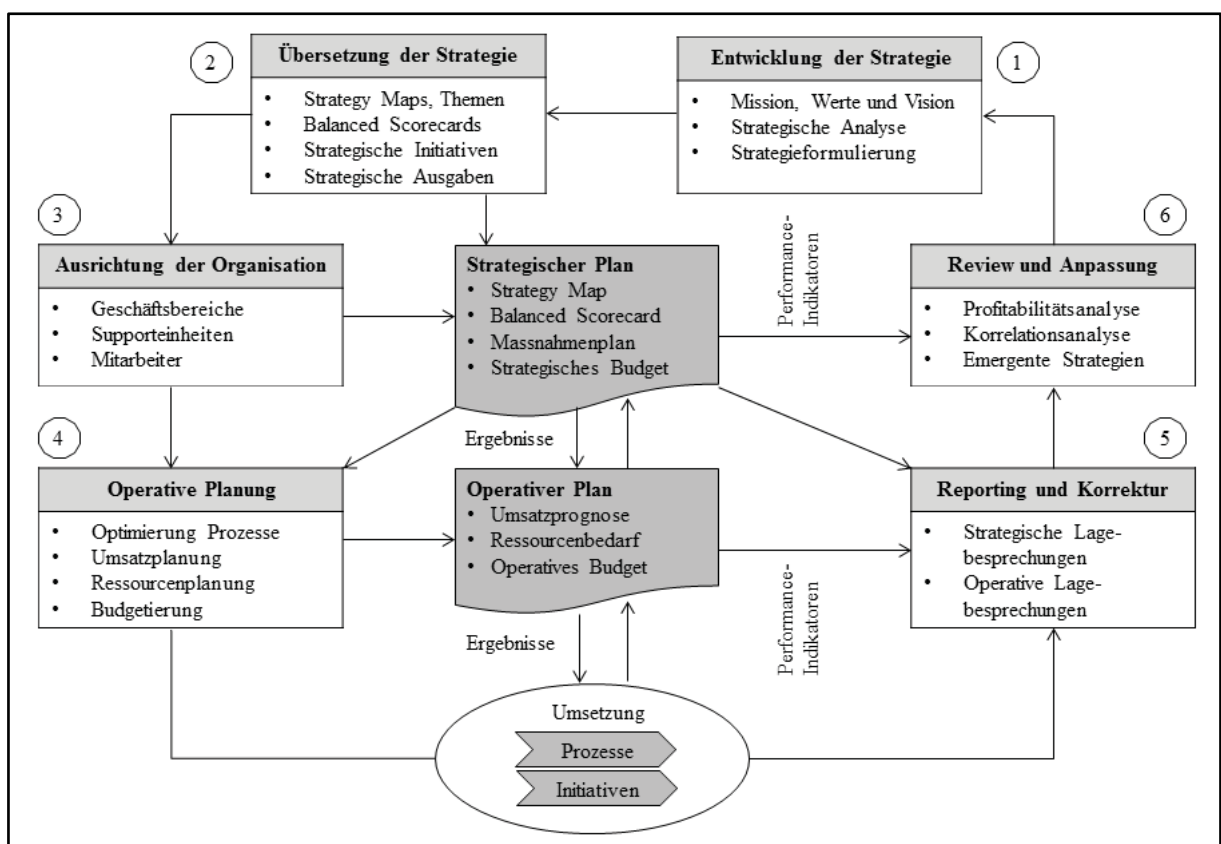 2
Übersetzung der Strategie
• Strategy Maps, Themen
• Balanced Scorecards
• Strategische Initiativen
• Strategische Ausgaben
Entwicklung der Strategie
1
• Mission, Werte und Vision
• Strategische Analyse
• Strategieformulierung
3
Ausrichtung der Organisation
• Geschäftsbereiche
• Supporteinheiten
• Mitarbeiter
Strategischer Plan
• Strategy Map
• Balanced Scorecard
• Massnahmenplan
• Strategisches Budget
Performance-
Indikatoren
6
Review und Anpassung
• Profitabilitätsanalyse
• Korrelationsanalyse
• Emergente Strategien
4
Ergebnisse
5
Operative Planung
• Optimierung Prozesse
• Umsatzplanung
• Ressourcenplanung
• Budgetierung
Operativer Plan
• Umsatzprognose
• Ressourcenbedarf
• Operatives Budget
Reporting und Korrektur
• Strategische Lage-
besprechungen
• Operative Lage-
besprechungen
Ergebnisse
Performance-
Indikatoren
Umsetzung
Prozesse
Initiativen